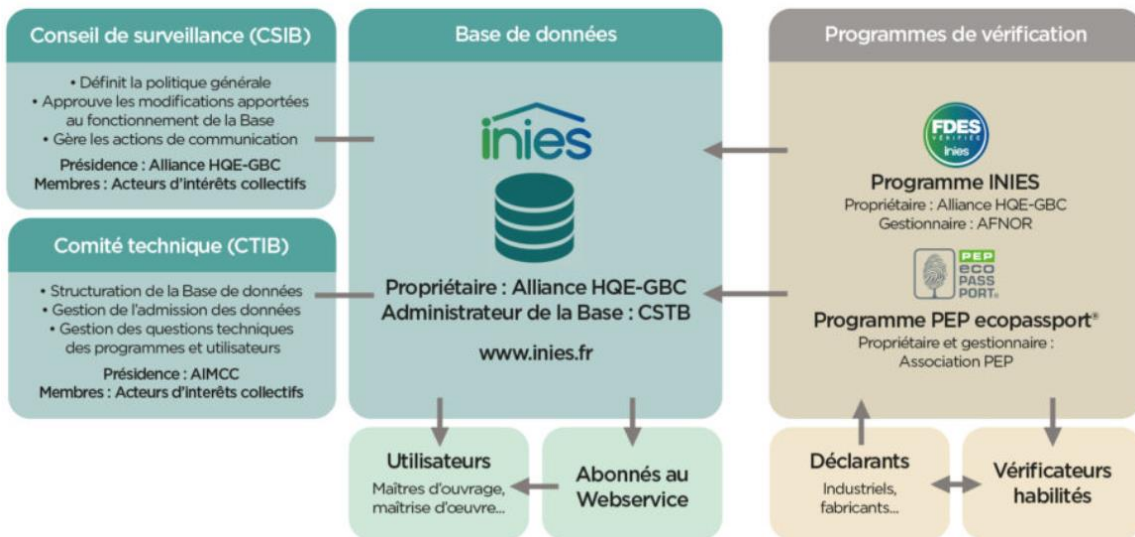 Conseil de surveillance (CSIB)
• Définit la politique générale
• Approuve les modifications apportées
au fonctionnement de la Base
• Gère les actions de communication
Présidence : Alliance HQE-GBC
Membres : Acteurs d'intérêts collectifs
Comité technique (CTIB)
• Structuration de la Base de données
• Gestion de l'admission des données
• Gestion des questions techniques
des programmes et utilisateurs
Présidence : AIMCC
Membres : Acteurs d'interêts collectifs
Base de données
inies
Propriétaire : Alliance HQE-GBC
Administrateur de la Base : CSTB
www.inies.fr
Utilisateurs
Maîtres d'ouvrage,
maîtrise d'œuvre...
Abonnés au
Webservice
Programmes de vérification
FDES
VÉRIFIÉE
inies
Programme INIES
Propriétaire : Alliance HQE-GBC
Gestionnaire : AFNOR
PEP
eco
PASS
PORT®
Programme PEP ecopassport®
Propriétaire et gestionnaire :
Association PEP
Déclarants
Industriels,
fabricants...
Vérificateurs
habilités